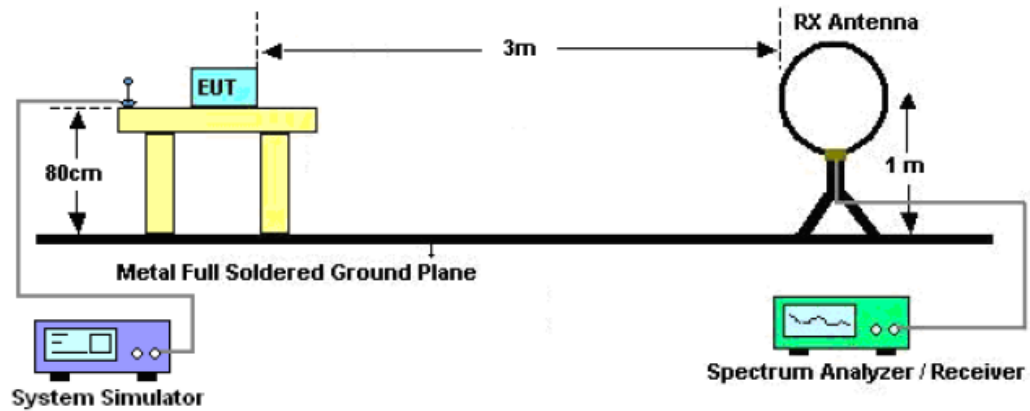 RX Antenna
3m
EUT
80cm
1 m
Metal Full Soldered Ground Plane
System Simulator
Spectrum Analyzer / Receiver